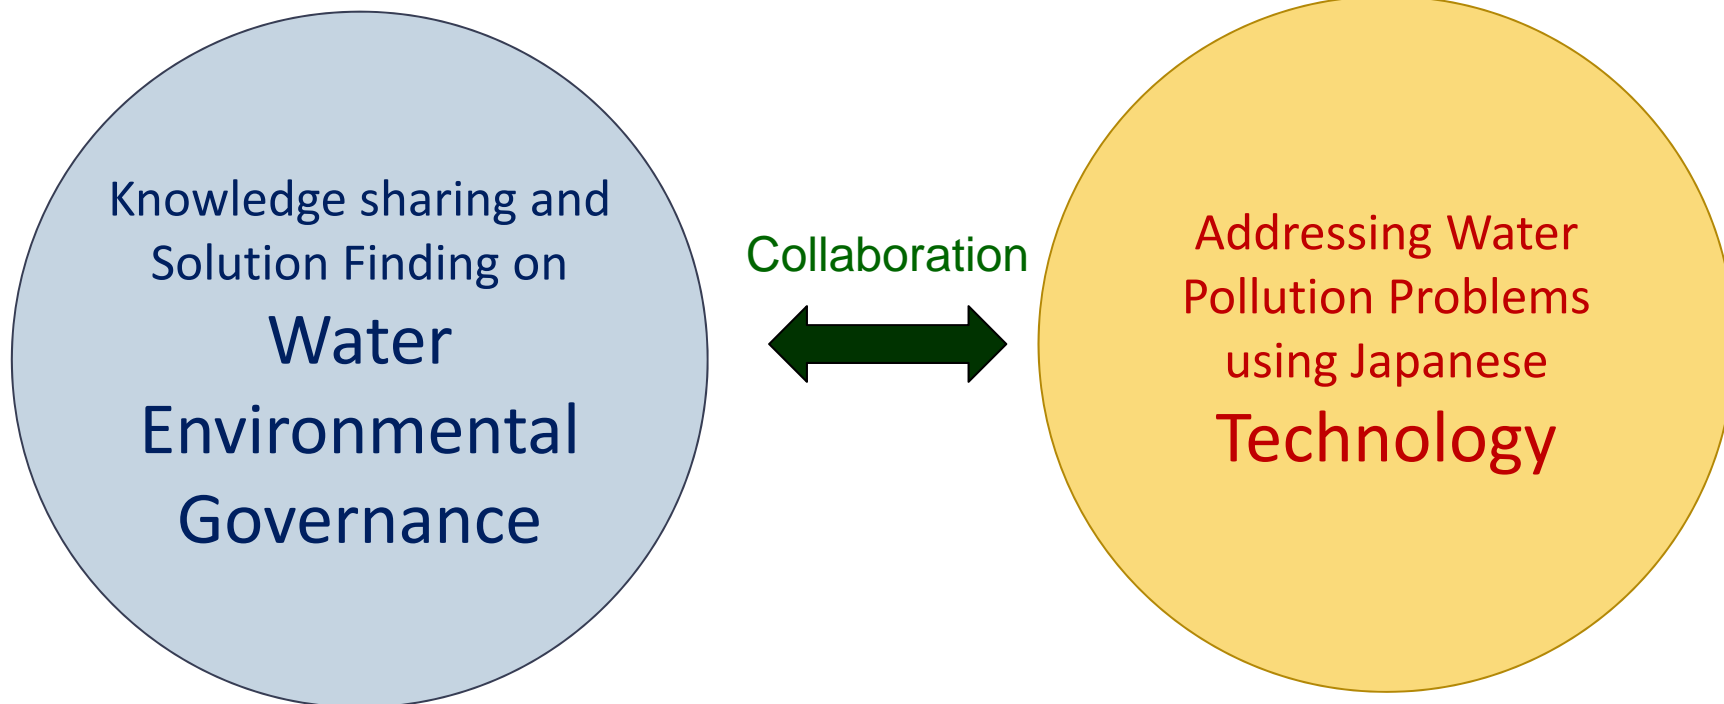 Knowledge sharing and
Solution Finding on
Water
Environmental
Governance
Collaboration
Addressing Water
Pollution Problems
using Japanese
Technology